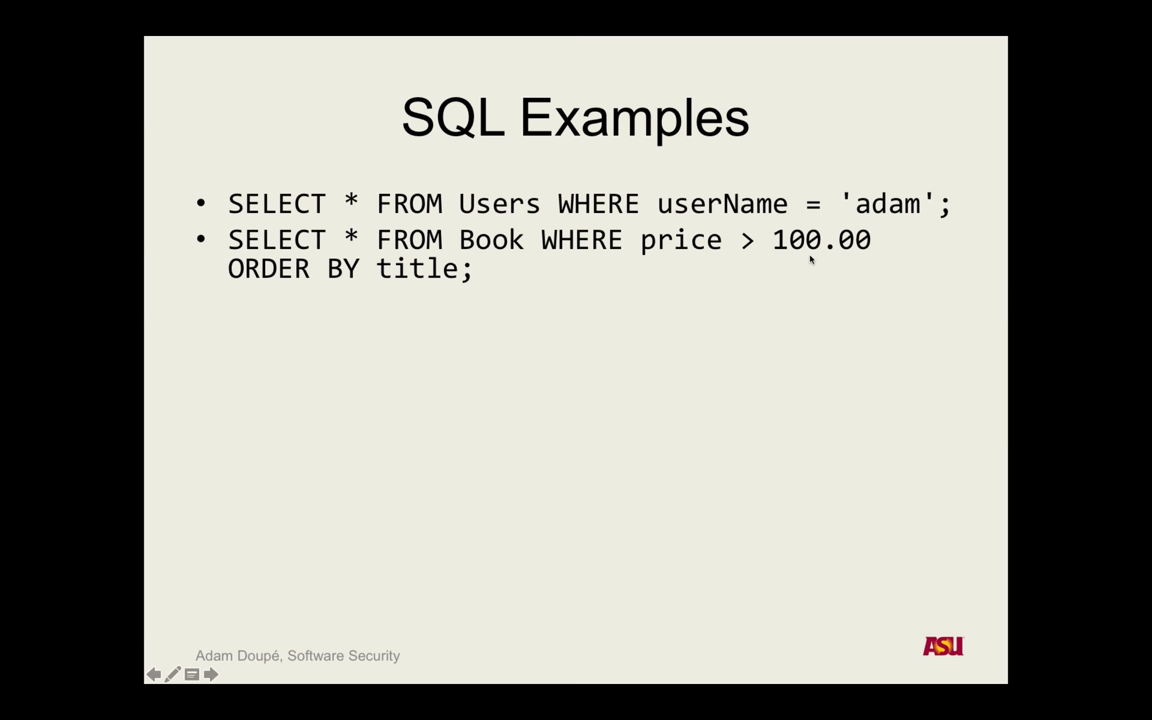 SQL Examples
• SELECT * FROM Users WHERE userName = 'adam';
• SELECT * FROM Book WHERE price > 100.00
ORDER BY title;
Adam Doupé, Software Security
ASU